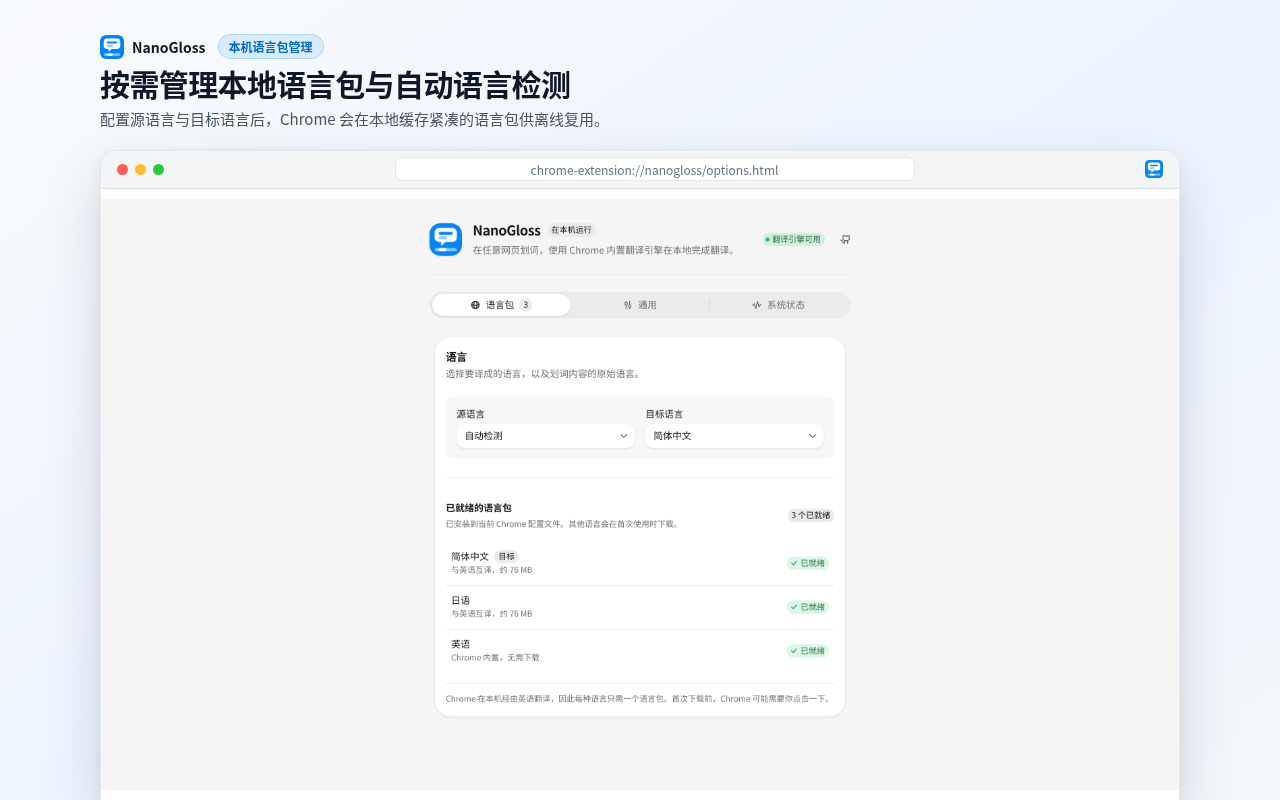 NanoGloss 本机语言包管理
按需管理本地语言包与自动语言检测
配置源语言与目标语言后，Chrome 会在本地缓存紧凑的语言包供离线复用。
chrome-extension://nanogloss/options.html
NanoGloss 在本机运行
在任意网页划词，使用 Chrome 内置翻译引擎在本地完成翻译。
翻译引擎可用
语言包 3 通用 系统状态
语言
选择要译成的语言，以及划词内容的原始语言。
源语言 目标语言
自动检测 简体中文
已就绪的语言包
已安装到当前 Chrome 配置文件。其他语言会在首次使用时下载。
3 个已就绪
简体中文 目标
与英语互译，约 76 MB
已就绪
日语
与英语互译，约 76 MB
已就绪
英语
Chrome 内置，无需下载
已就绪
Chrome 在本机经由英语翻译，因此每种语言只需一个语言包。首次下载前，Chrome 可能需要你点击一下。